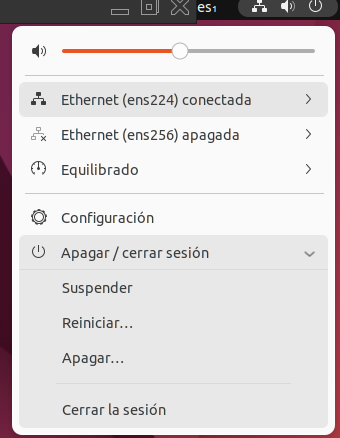 es₁
Ethernet (ens224) conectada
Ethernet (ens256) apagada
Equilibrado
Configuración
Apagar / cerrar sesión
Suspender
Reiniciar...
Apagar...
Cerrar la sesión